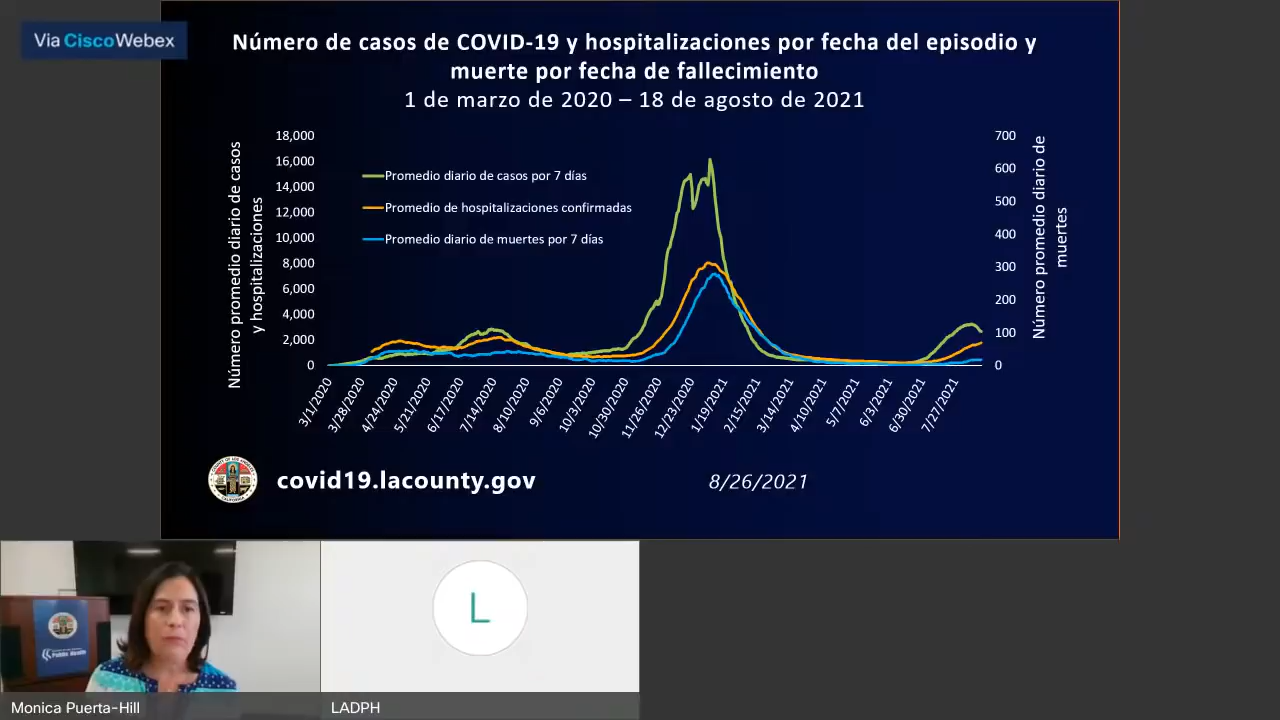 Via Cisco Webex
Número de casos de COVID-19 y hospitalizaciones por fecha del episodio y
muerte por fecha de fallecimiento
1 de marzo de 2020 – 18 de agosto de 2021
Número promedio diario de casos
y hospitalizaciones
18,000
16,000
14,000
12,000
10,000
8,000
6,000
4,000
2,000
0
Promedio diario de casos por 7 días
Promedio de hospitalizaciones confirmadas
Promedio diario de muertes por 7 días
700
600
500
400
300
200
100
0
Número promedio diario de
muertes
3/1/2020
3/28/2020
4/24/2020
5/21/2020
6/17/2020
7/14/2020
8/10/2020
9/6/2020
10/3/2020
10/30/2020
11/26/2020
12/23/2020
1/19/2021
2/15/2021
3/14/2021
4/10/2021
5/7/2021
6/3/2021
6/30/2021
7/27/2021
covid19.lacounty.gov
8/26/2021
Public Health
L
Monica Puerta-Hill
LADPH